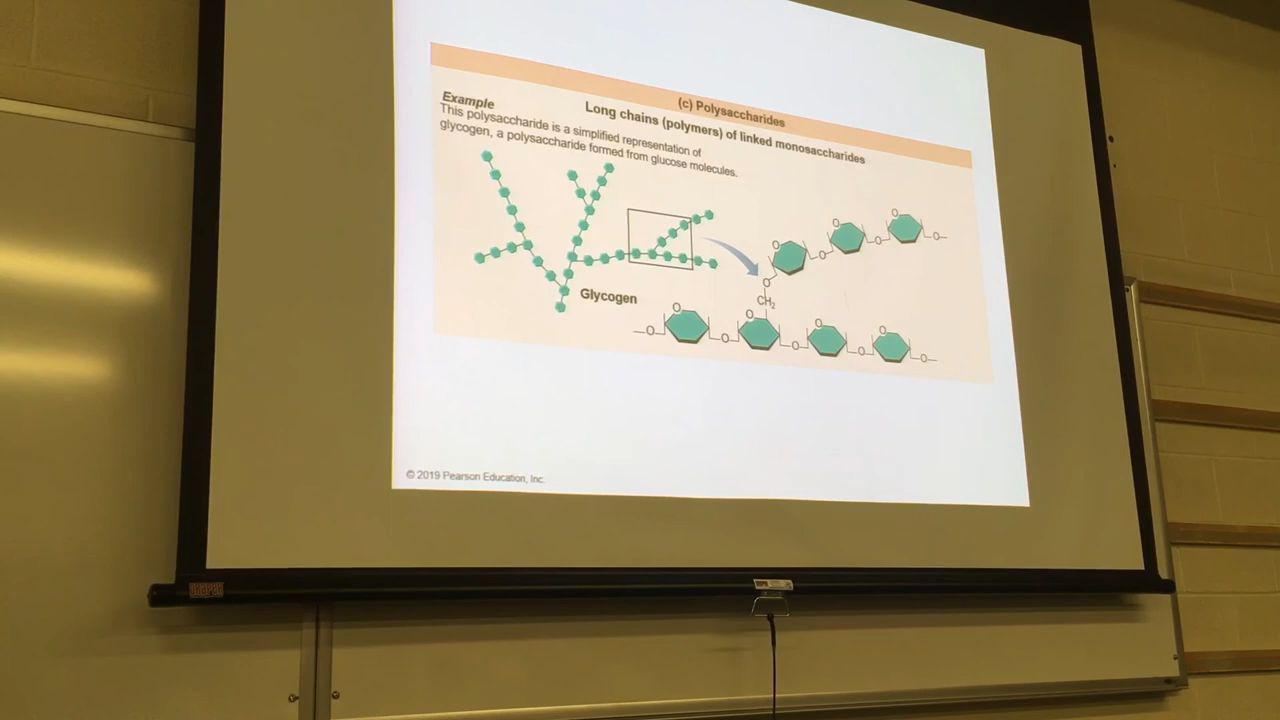 (c) Polysaccharides
Long chains (polymers) of linked monosaccharides
Example
This polysaccharide is a simplified representation of
glycogen, a polysaccharide formed from glucose molecules.
O
O
O
O
O
O
O
CH₂
Glycogen
O
O
O
O
O
O
O
O
O
© 2019 Pearson Education, Inc.
DRAPER